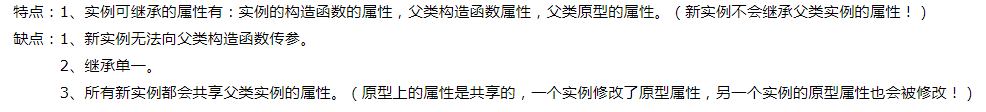 特点：1、实例可继承的属性有：实例的构造函数的属性，父类构造函数属性，父类原型的属性。（新实例不会继承父类实例的属性！）
缺点：1、新实例无法向父类构造函数传参。
2、继承单一。
3、所有新实例都会共享父类实例的属性。（原型上的属性是共享的，一个实例修改了原型属性，另一个实例的原型属性也会被修改！）